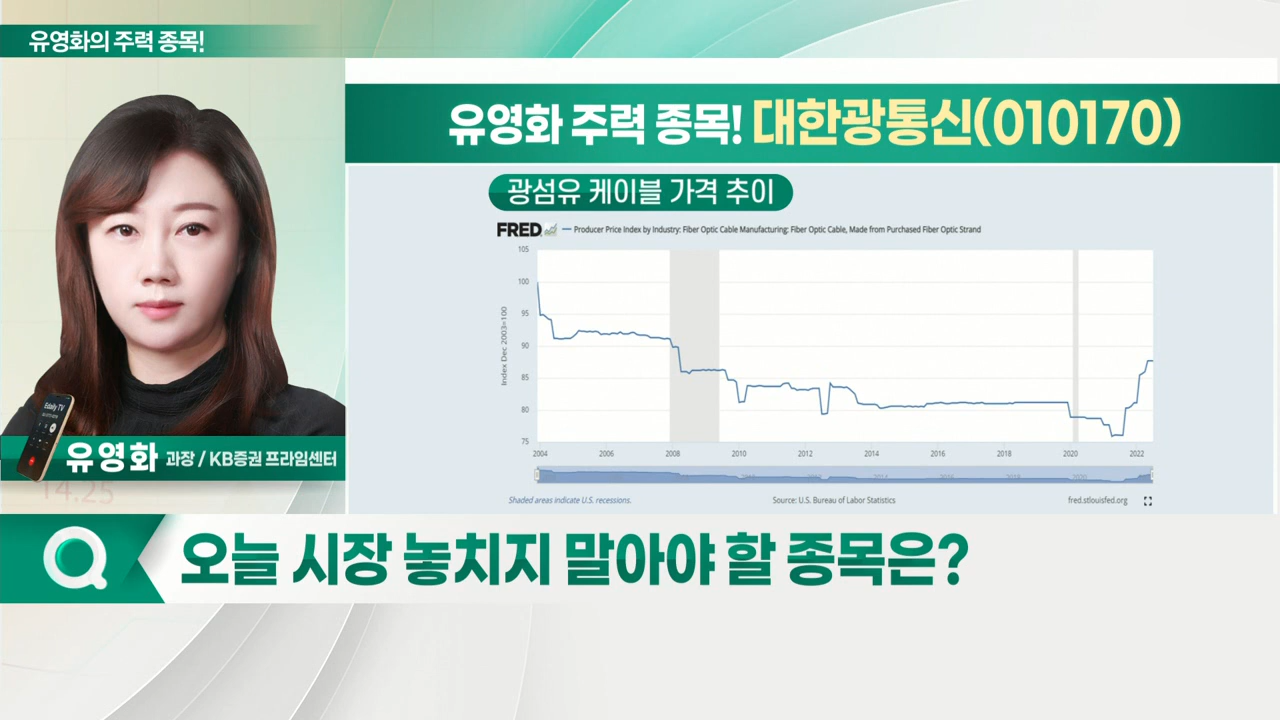 유영화의 주력 종목!
유영화 주력 종목! 대한광통신(010170)
광섬유 케이블 가격 추이
FRED — Producer Price Index by Industry: Fiber Optic Cable Manufacturing: Fiber Optic Cable, Made from Purchased Fiber Optic Strand
105
100
95
90
85
80
75
Index Dec 2003=100
2004 2006 2008 2010 2012 2014 2016 2018 2020 2022
Shaded areas indicate U.S. recessions. Source: U.S. Bureau of Labor Statistics fred.stlouisfed.org
Edaily TV
유영화 과장 / KB증권 프라임센터
14.25
오늘 시장 놓치지 말아야 할 종목은?